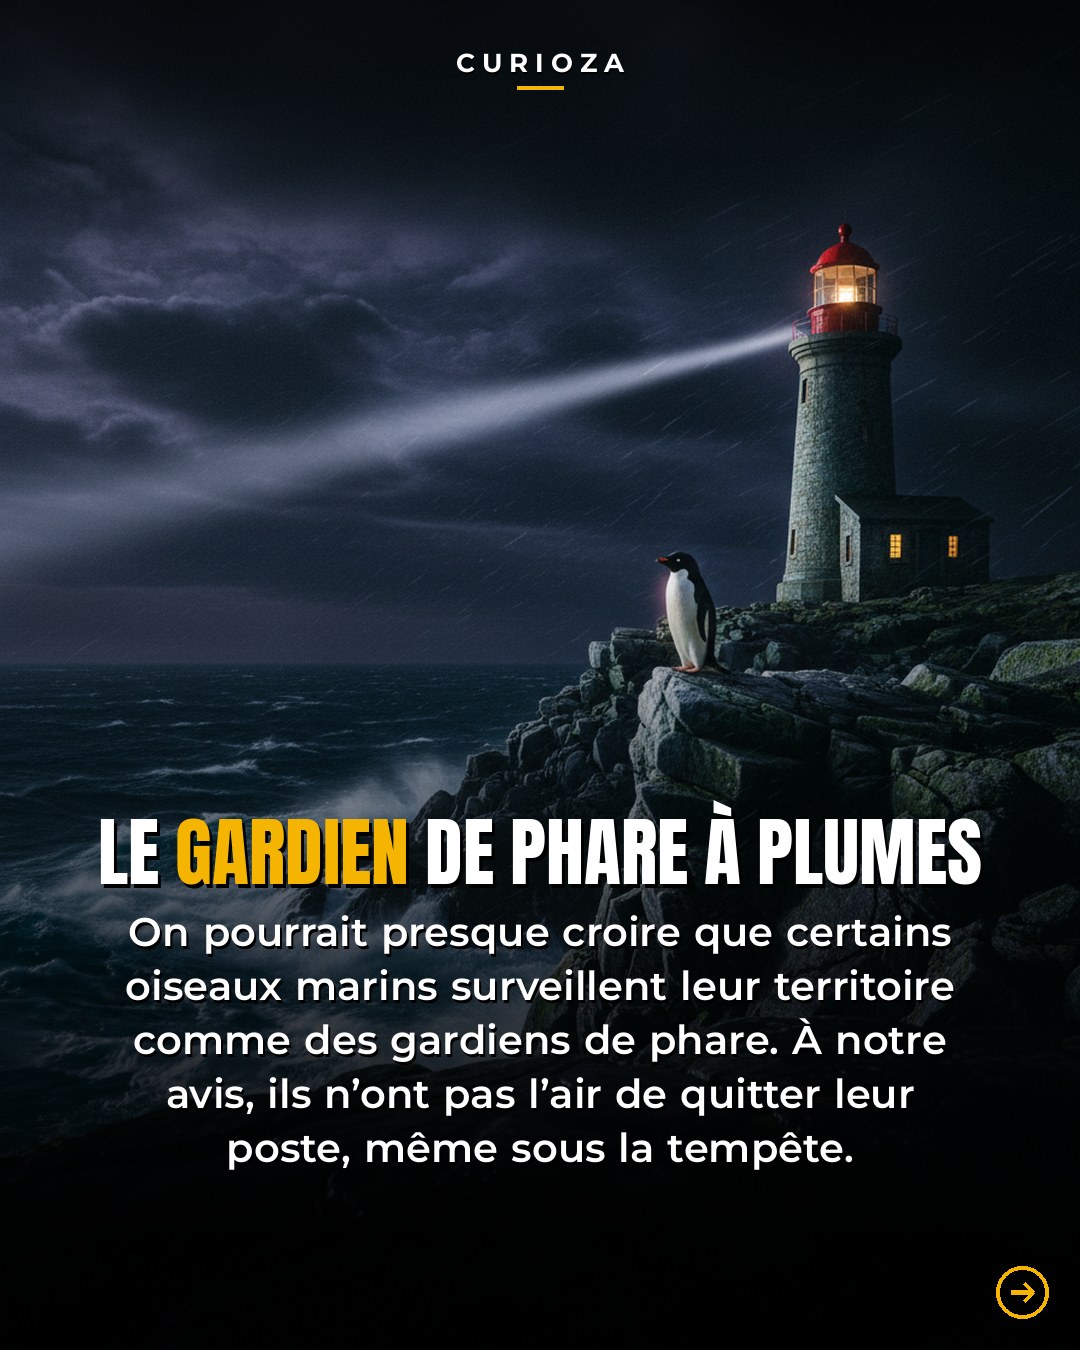 CURIOZA
LE GARDIEN DE PHARE À PLUMES
On pourrait presque croire que certains
oiseaux marins surveillent leur territoire
comme des gardiens de phare. À notre
avis, ils n’ont pas l’air de quitter leur
poste, même sous la tempête.